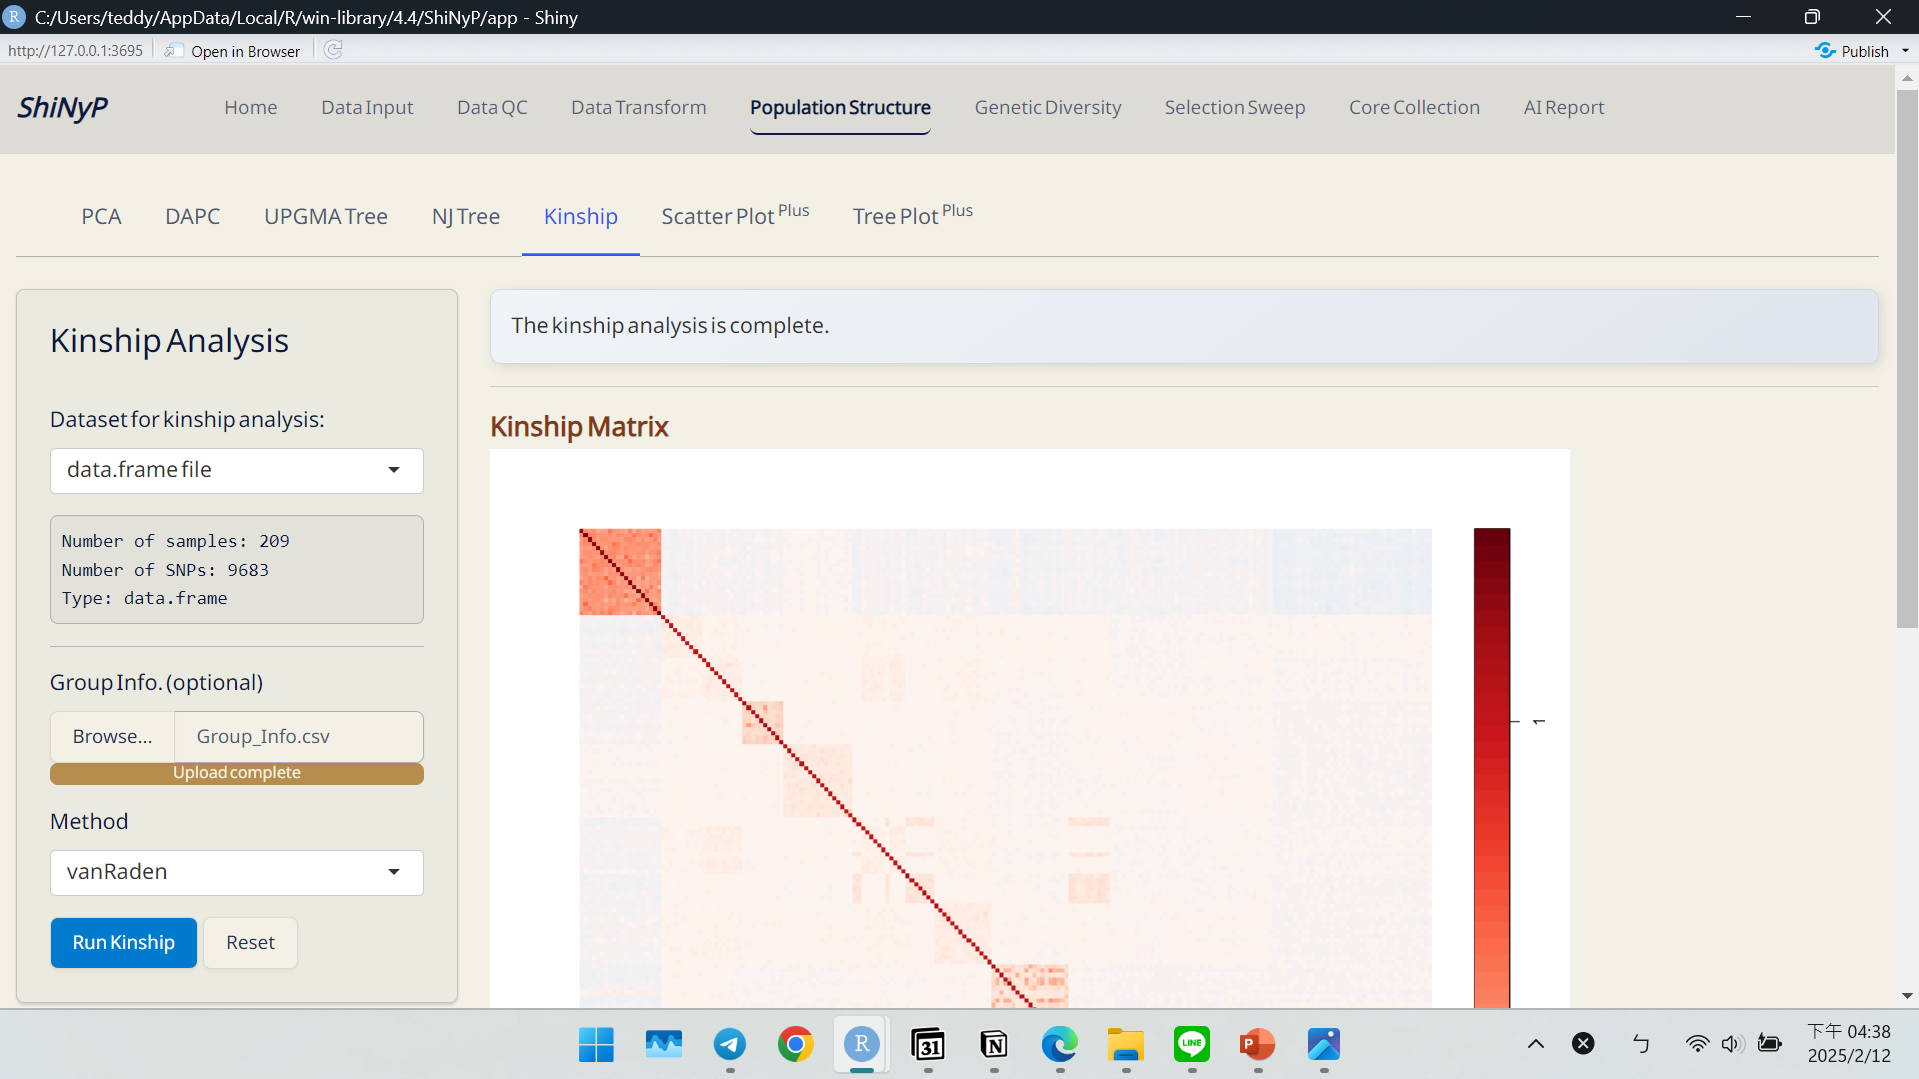 C:/Users/teddy/AppData/Local/R/win-library/4.4/ShiNyP/app - Shiny
http://127.0.0.1:3695 Open in Browser Publish
ShiNyP Home Data Input Data QC Data Transform Population Structure Genetic Diversity Selection Sweep Core Collection AI Report
PCA DAPC UPGMA Tree NJ Tree Kinship Scatter Plot Plus Tree Plot Plus
Kinship Analysis
Dataset for kinship analysis:
data.frame file
Number of samples: 209
Number of SNPs: 9683
Type: data.frame
Group Info. (optional)
Browse... Group_Info.csv
Upload complete
Method
vanRaden
Run Kinship Reset
The kinship analysis is complete.
Kinship Matrix
1
R 31 N LINE P
ㄅ
下午 04:38
2025/2/12